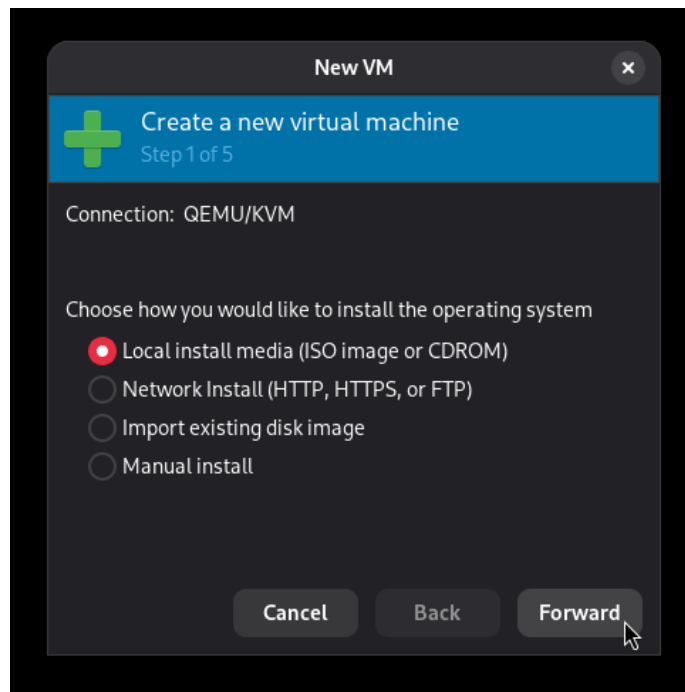 New VM
Create a new virtual machine
Step 1 of 5
Connection: QEMU/KVM
Choose how you would like to install the operating system
Local install media (ISO image or CDROM)
Network Install (HTTP, HTTPS, or FTP)
Import existing disk image
Manual install
Cancel Back Forward